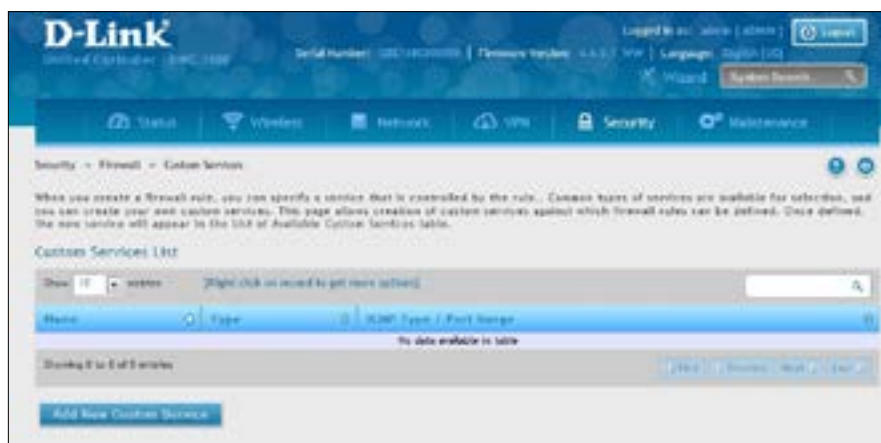 D-Link
Logged in as: admin ( admin ) Logout
Serial Number: Firmware Version: WW | Language: English [US]
Wizard System Search...
Status Wireless Network VPN Security Maintenance
Security » Firewall » Custom Services
When you create a firewall rule, you can specify a service that is controlled by the rule.. Common types of services are available for selection, and
you can create your own custom services. This page allows creation of custom services against which firewall rules can be defined. Once defined,
the new service will appear in the List of Available Custom Services table.
Custom Services List
Show 10 entries [Right click on record to get more options]
Name Type ICMP Type / Port Range
No data available in table
Showing 0 to 0 of 0 entries
First Previous Next Last
Add New Custom Service